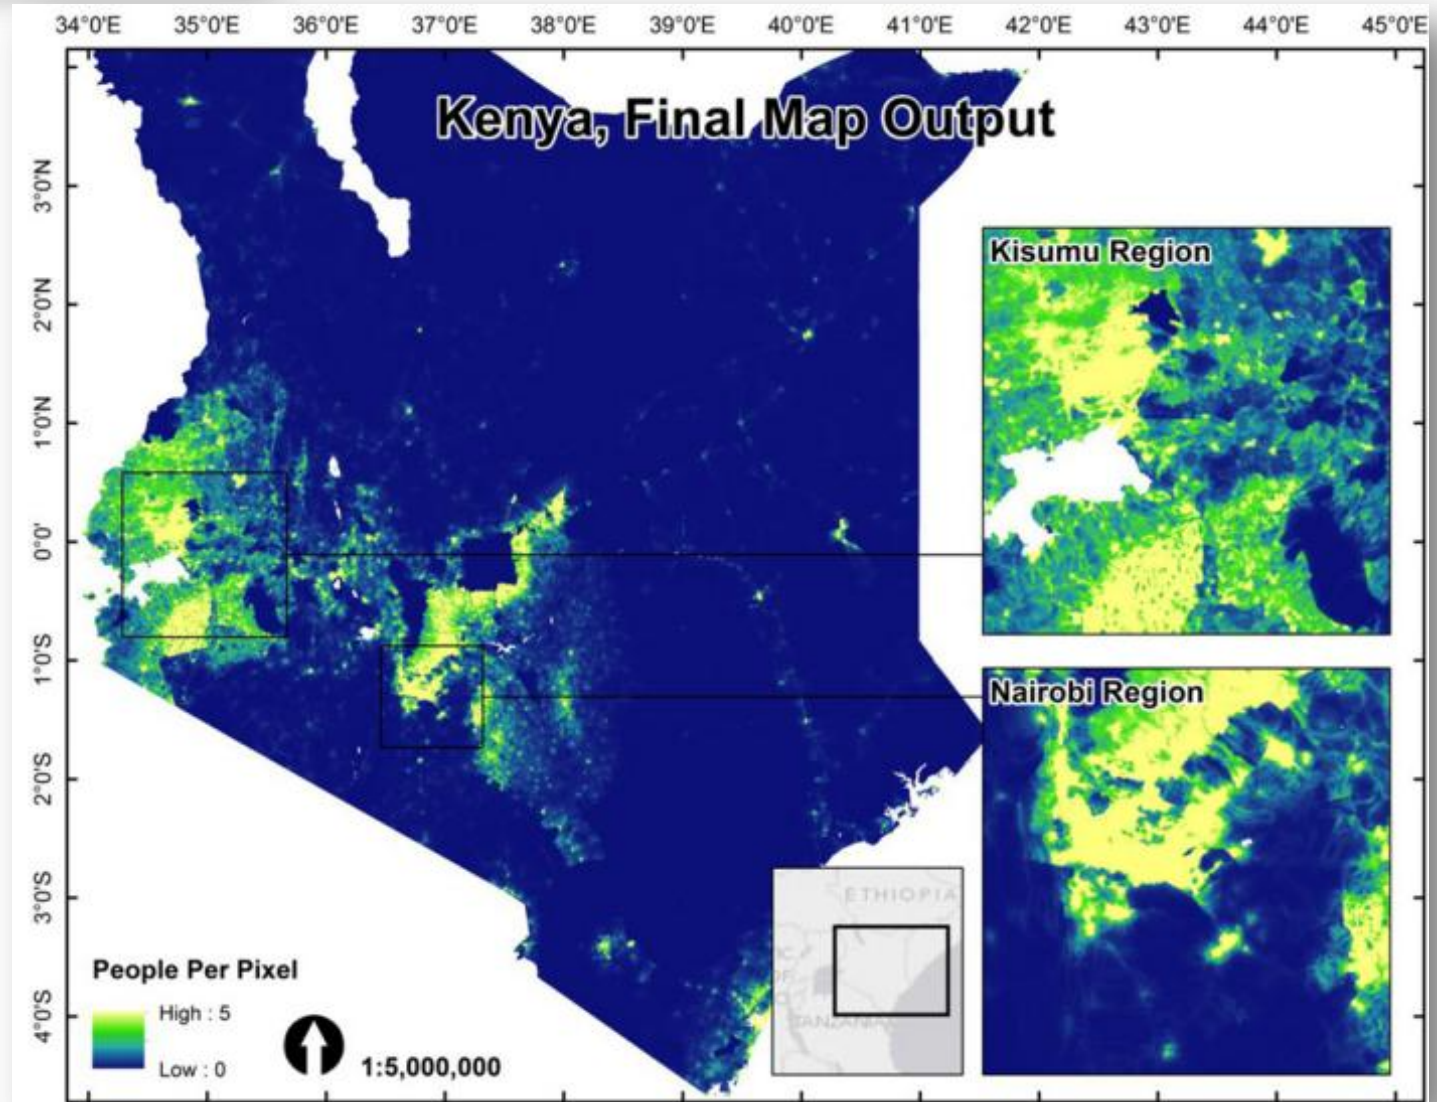 34°0'E 35°0'E 36°0'E 37°0'E 38°0'E 39°0'E 40°0'E 41°0'E 42°0'E 43°0'E 44°0'E 45°0'E
Kenya, Final Map Output
3°0'N
2°0'N
1°0'N
0°0'
1°0'S
2°0'S
3°0'S
4°0'S
Kisumu Region
Nairobi Region
ETHIOPIA
TANZANIA
People Per Pixel
High : 5
Low : 0
1:5,000,000